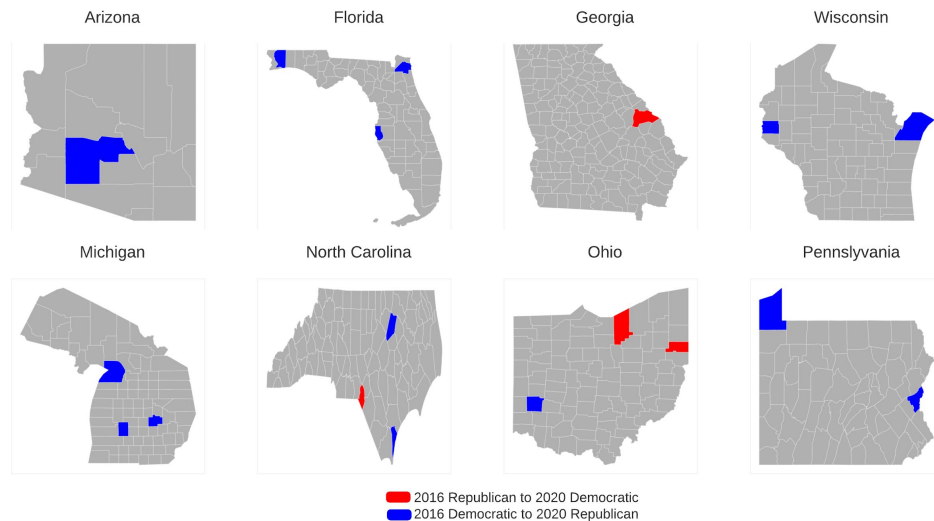 Arizona
Florida
Georgia
Wisconsin
Michigan
North Carolina
Ohio
Pennslyvania
2016 Republican to 2020 Democratic
2016 Democratic to 2020 Republican